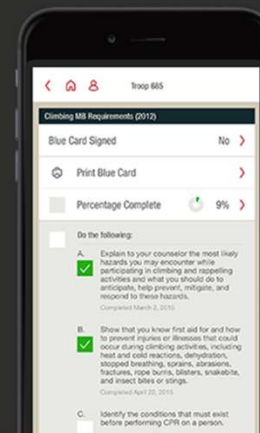 Troop 685
Climbing MB Requirements (2012)
Blue Card Signed No
Print Blue Card
Percentage Complete 9%
Do the following:
A. Explain to your counselor the most likely
hazards you may encounter while
participating in climbing and rappelling
activities and what you should do to
anticipate, help prevent, mitigate, and
respond to these hazards.
Completed March 2, 2015
B. Show that you know first aid for and how
to prevent injuries or illnesses that could
occur during climbing activities, including
heat and cold reactions, dehydration,
stopped breathing, sprains, abrasions,
fractures, rope burns, blisters, snakebite,
and insect bites or stings.
Completed April 22, 2015
C. Identify the conditions that must exist
before performing CPR on a person.